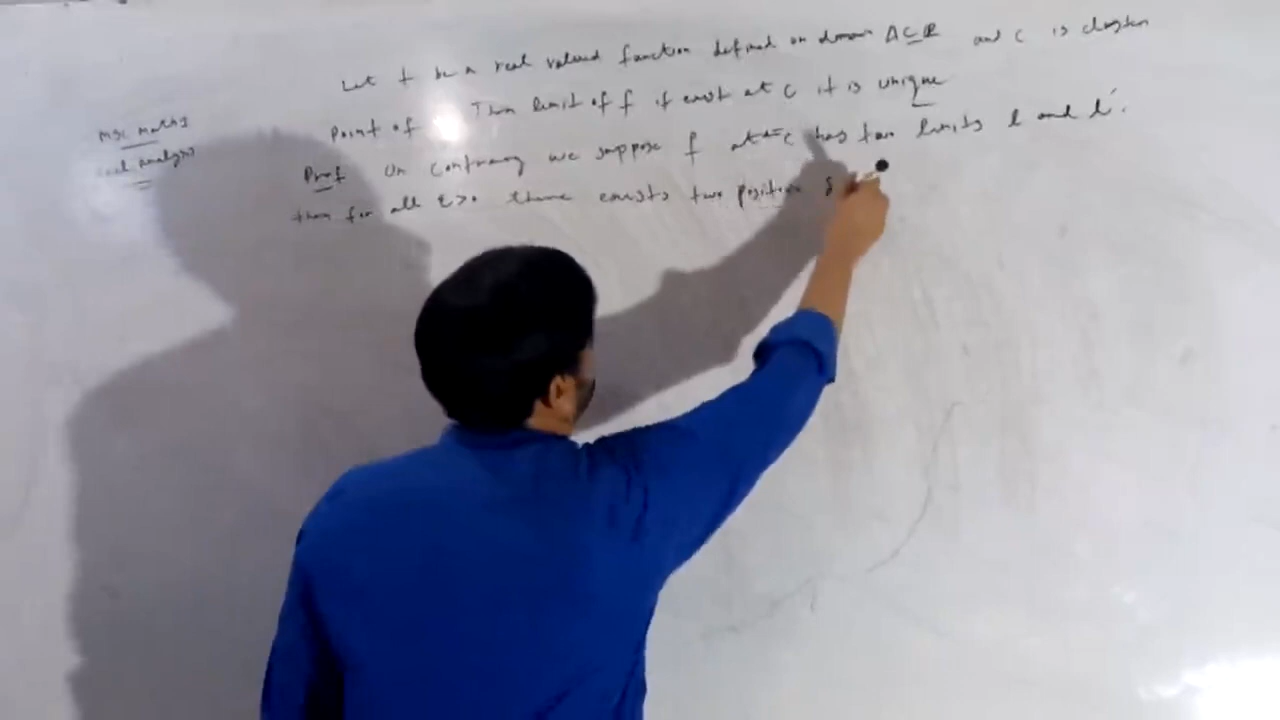 Msc Maths
Real Analysis
Let f be a real valued function defined on domain A ⊆ R and c is cluster
point of Then limit of f if exist at c it is unique
Proof On contrary we suppose f at c has two limits l and l'.
then for all ε>0 there exists two positive δ